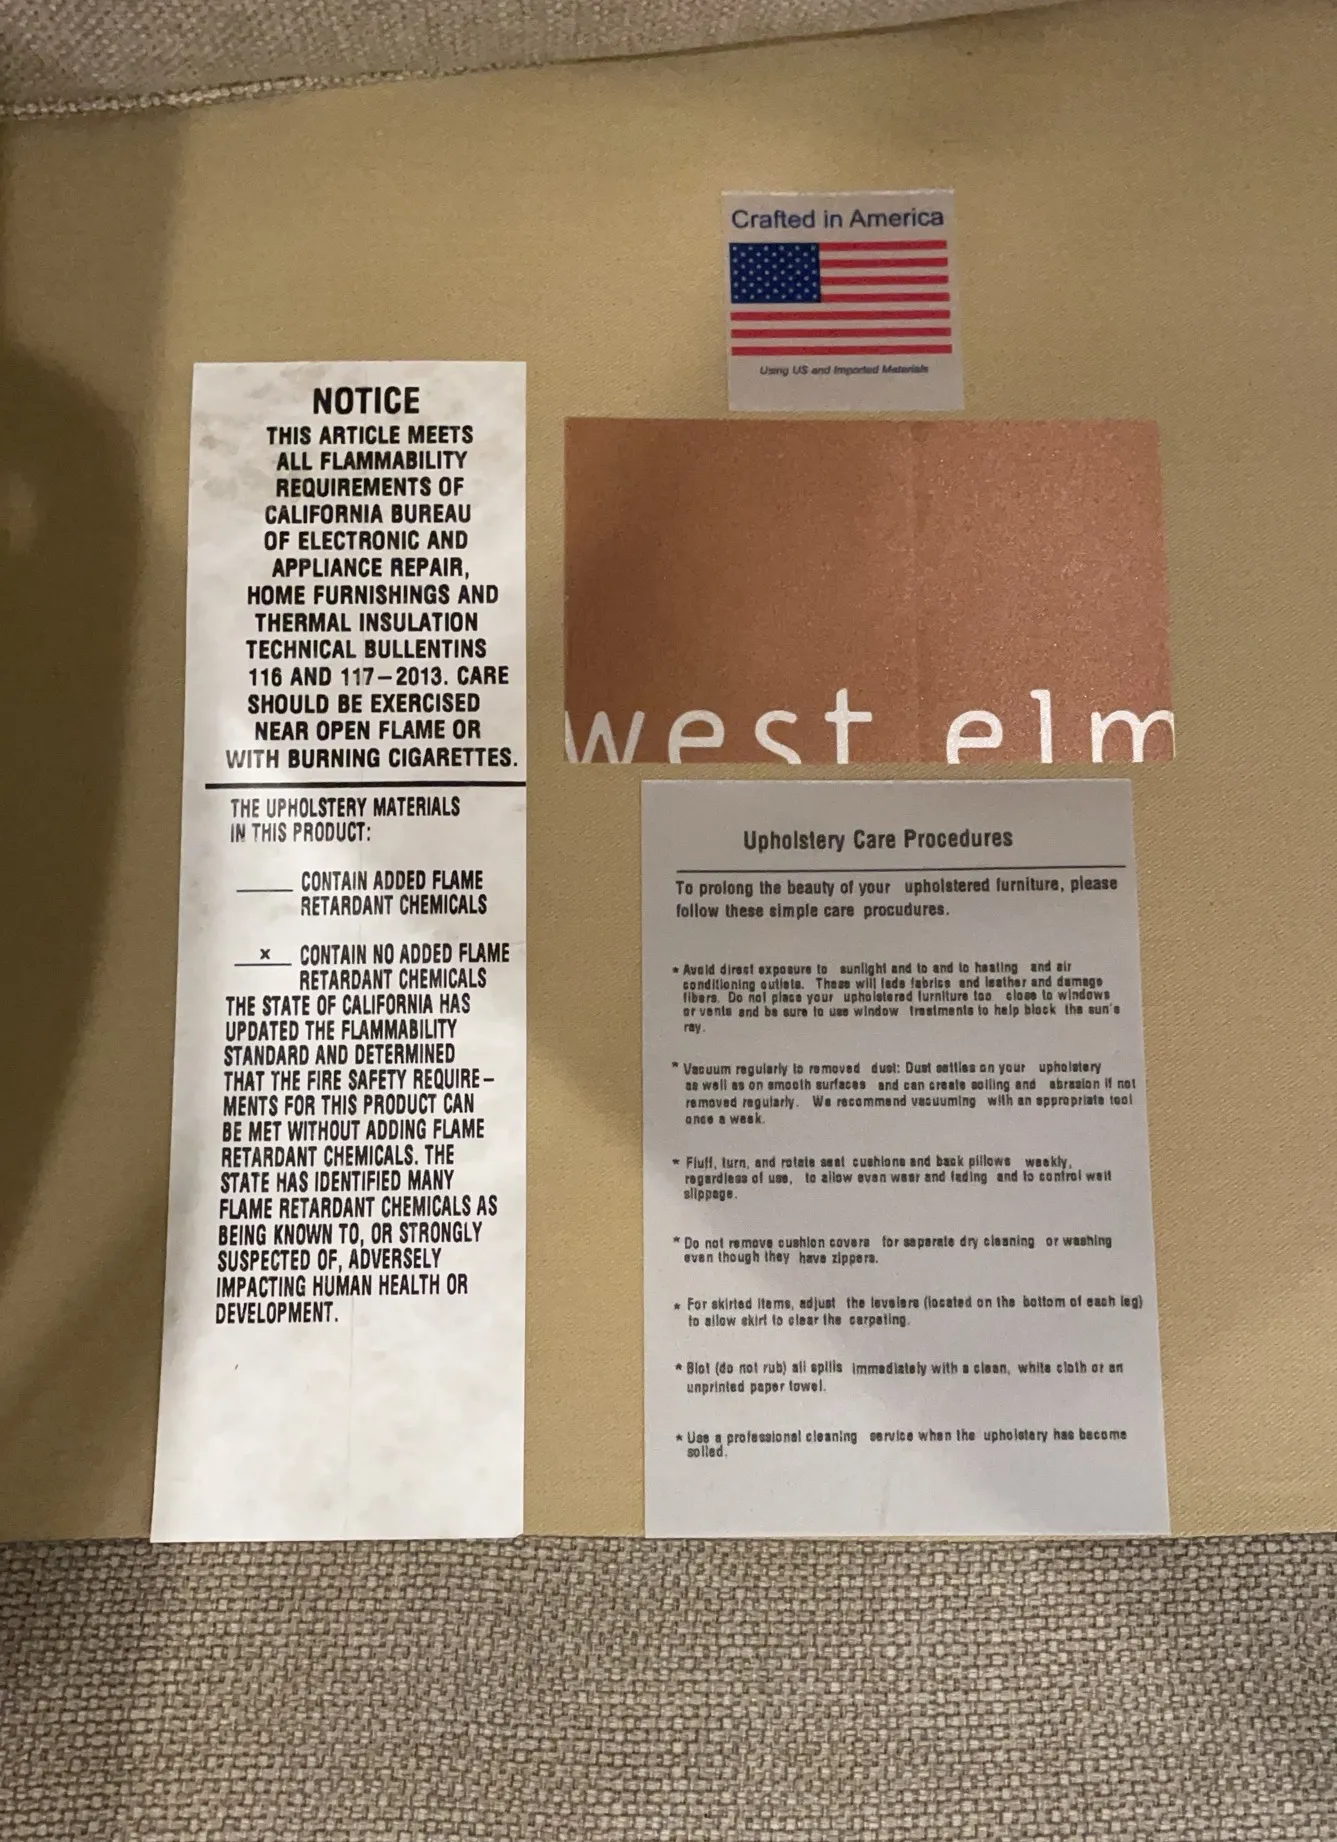 Crafted in America
Using US and Imported Materials
west elm
NOTICE
THIS ARTICLE MEETS
ALL FLAMMABILITY
REQUIREMENTS OF
CALIFORNIA BUREAU
OF ELECTRONIC AND
APPLIANCE REPAIR,
HOME FURNISHINGS AND
THERMAL INSULATION
TECHNICAL BULLENTINS
116 AND 117-2013. CARE
SHOULD BE EXERCISED
NEAR OPEN FLAME OR
WITH BURNING CIGARETTES.
THE UPHOLSTERY MATERIALS
IN THIS PRODUCT:
CONTAIN ADDED FLAME
RETARDANT CHEMICALS
x CONTAIN NO ADDED FLAME
RETARDANT CHEMICALS
THE STATE OF CALIFORNIA HAS
UPDATED THE FLAMMABILITY
STANDARD AND DETERMINED
THAT THE FIRE SAFETY REQUIRE-
MENTS FOR THIS PRODUCT CAN
BE MET WITHOUT ADDING FLAME
RETARDANT CHEMICALS. THE
STATE HAS IDENTIFIED MANY
FLAME RETARDANT CHEMICALS AS
BEING KNOWN TO, OR STRONGLY
SUSPECTED OF, ADVERSELY
IMPACTING HUMAN HEALTH OR
DEVELOPMENT.
Upholstery Care Procedures
To prolong the beauty of your upholstered furniture, please
follow these simple care procudures.
* Avoid direst exposure to sunlight and to and to heating and air
conditioning outlets. These will fade fabrics and leather and damage
fibers. Do not place your upholstered furniture too close to windows
or vents and be sure to use window treatments to help block the sun's
ray.
* Vacuum regularly to removed dust: Dust settles on your upholstery
as well as on smooth surfaces and can create soiling and abrasion if not
removed regularly. We recommend vacuuming with an appropriate tool
once a week.
* Fluff, turn, and rotate seat cushions and back pillows weekly,
regardless of use, to allow even wear and fading and to control welt
slippage.
* Do not remove cushion covers for separate dry cleaning or washing
even though they have zippers.
* For skirted items, adjust the levelers (located on the bottom of each leg)
to allow skirt to clear the carpeting.
* Blot (do not rub) all spills immediately with a clean, white cloth or an
unprinted paper towel.
* Use a professional cleaning service when the upholstery has become
soiled.